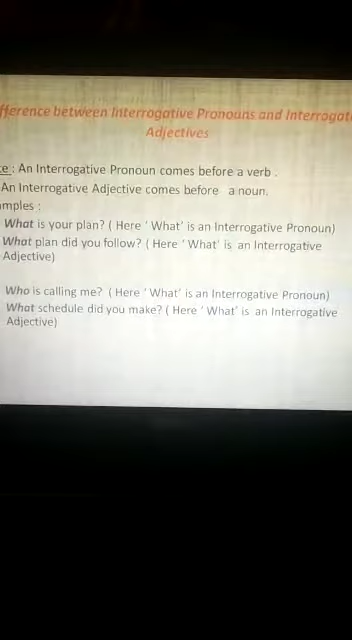 fference between Interrogative Pronouns and Interrogat
Adjectives
e : An Interrogative Pronoun comes before a verb .
An Interrogative Adjective comes before a noun.
mples :
What is your plan? ( Here ‘ What’ is an Interrogative Pronoun)
What plan did you follow? ( Here ‘ What’ is an Interrogative
Adjective)
Who is calling me? ( Here ‘ What’ is an Interrogative Pronoun)
What schedule did you make? ( Here ‘ What’ is an Interrogative
Adjective)